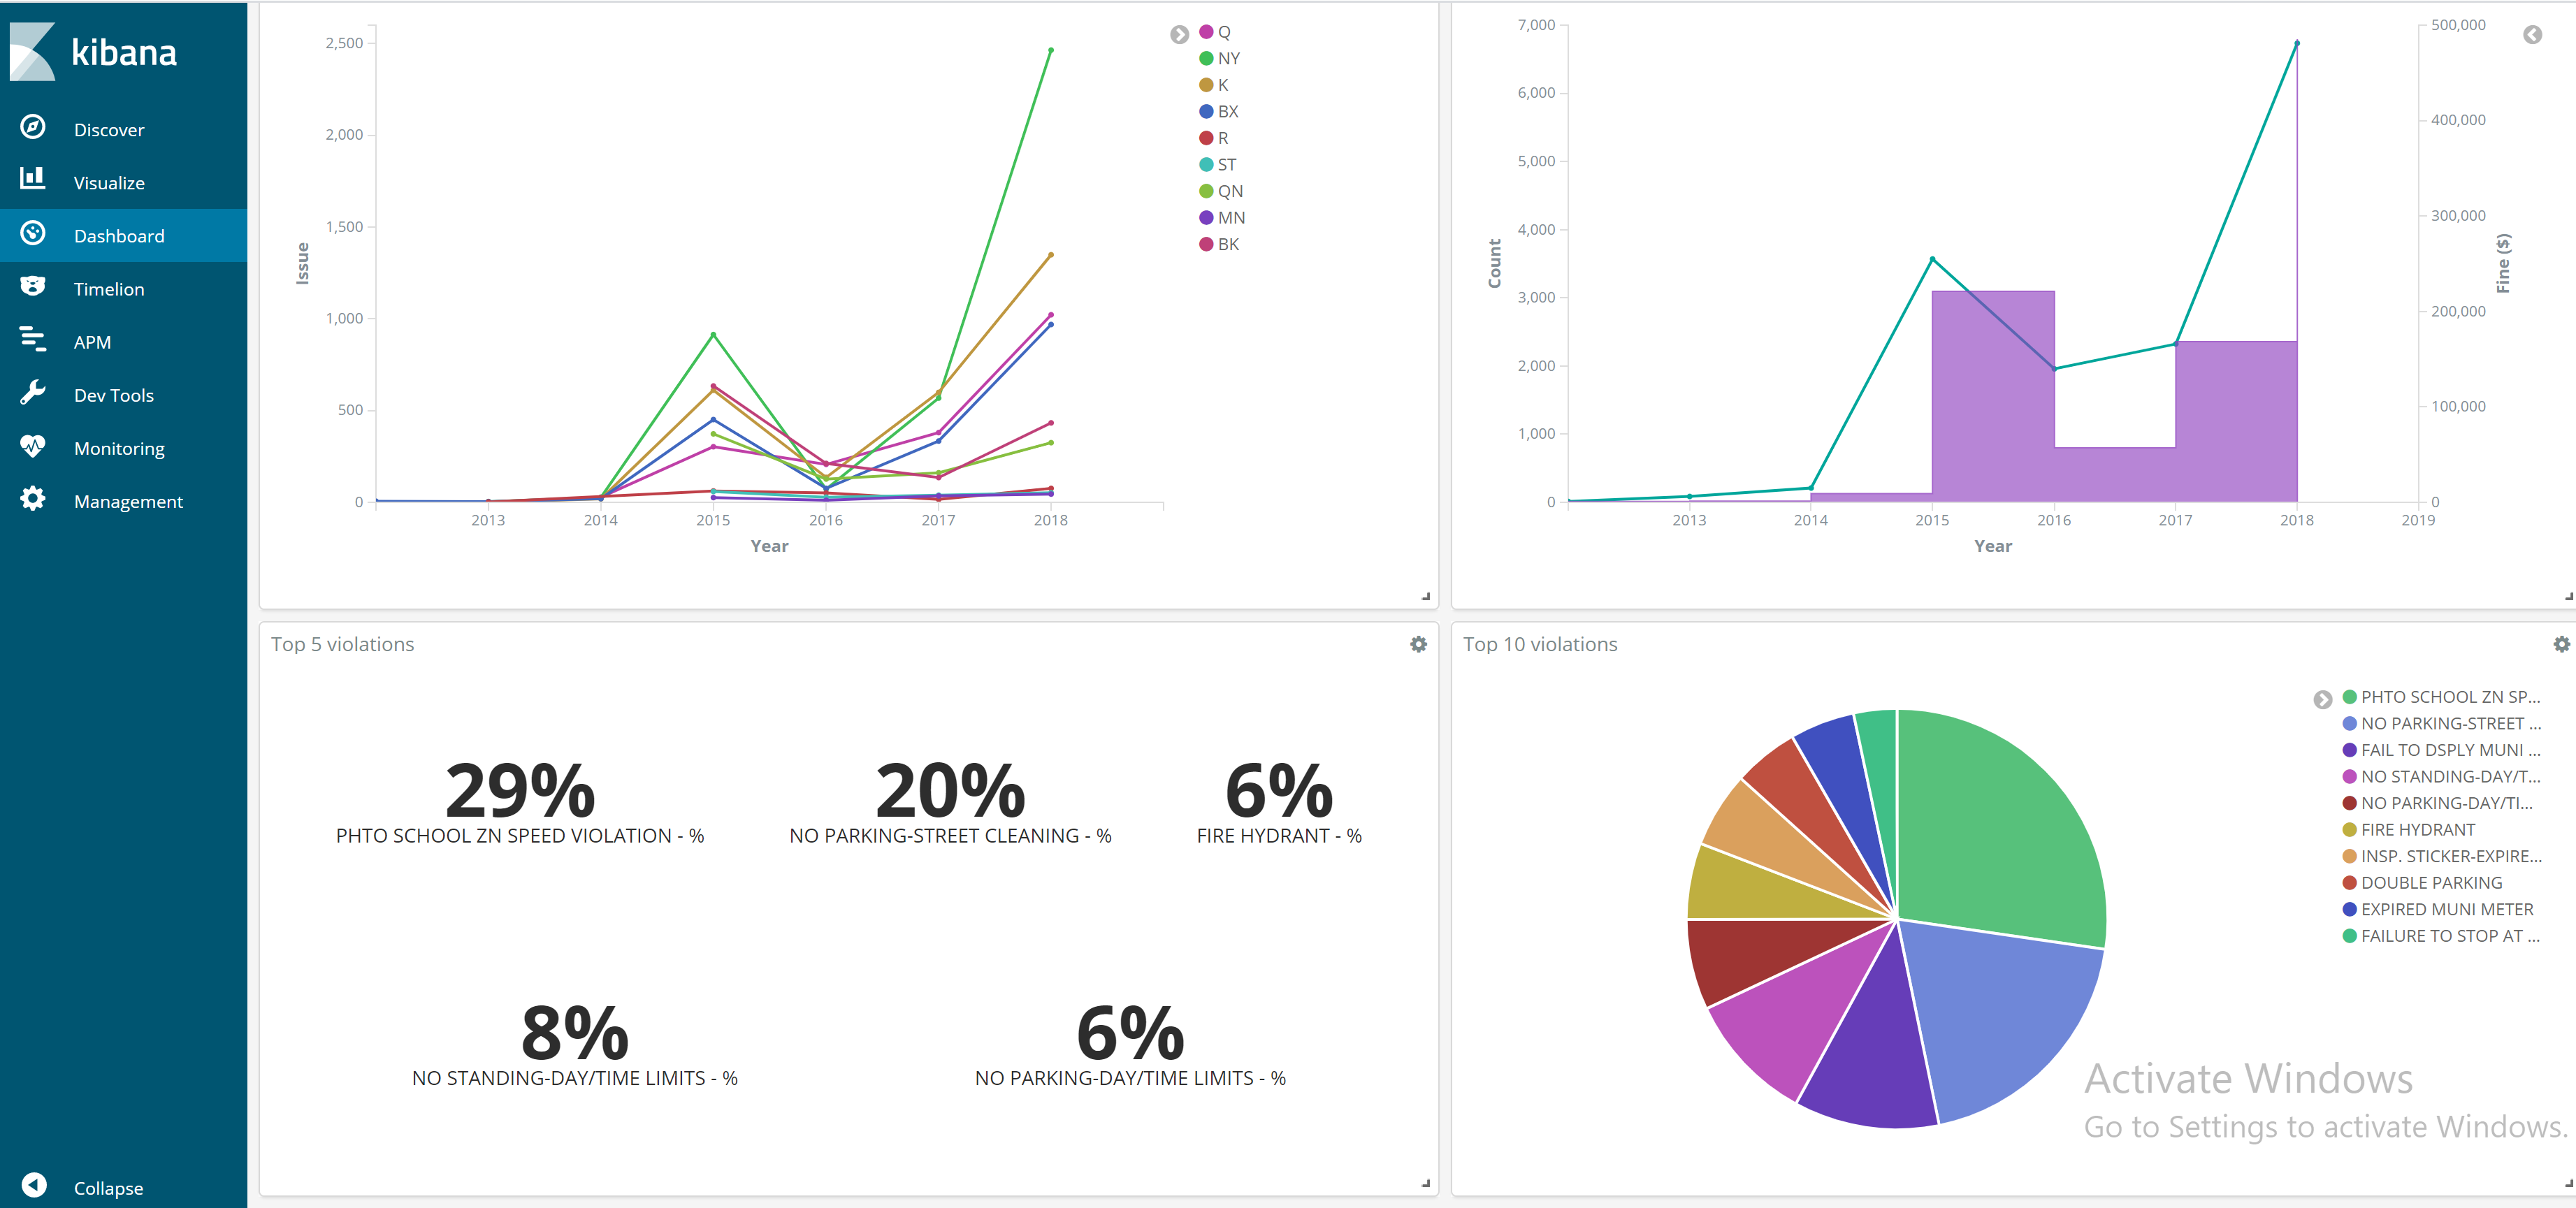 kibana
Discover
Visualize
Dashboard
Timelion
APM
Dev Tools
Monitoring
Management
Collapse
2,500
2,000
1,500
1,000
500
0
Issue
2013 2014 2015 2016 2017 2018
Year
Q
NY
K
BX
R
ST
QN
MN
BK
7,000
6,000
5,000
4,000
3,000
2,000
1,000
0
Count
2013 2014 2015 2016 2017 2018 2019
Year
500,000
400,000
300,000
200,000
100,000
0
Fine ($)
Top 5 violations
29% 20% 6%
PHTO SCHOOL ZN SPEED VIOLATION - % NO PARKING-STREET CLEANING - % FIRE HYDRANT - %
8% 6%
NO STANDING-DAY/TIME LIMITS - % NO PARKING-DAY/TIME LIMITS - %
Top 10 violations
PHTO SCHOOL ZN SP...
NO PARKING-STREET ...
FAIL TO DSPLY MUNI ...
NO STANDING-DAY/T...
NO PARKING-DAY/TI...
FIRE HYDRANT
INSP. STICKER-EXPIRE...
DOUBLE PARKING
EXPIRED MUNI METER
FAILURE TO STOP AT ...
Activate Windows
Go to Settings to activate Windows.